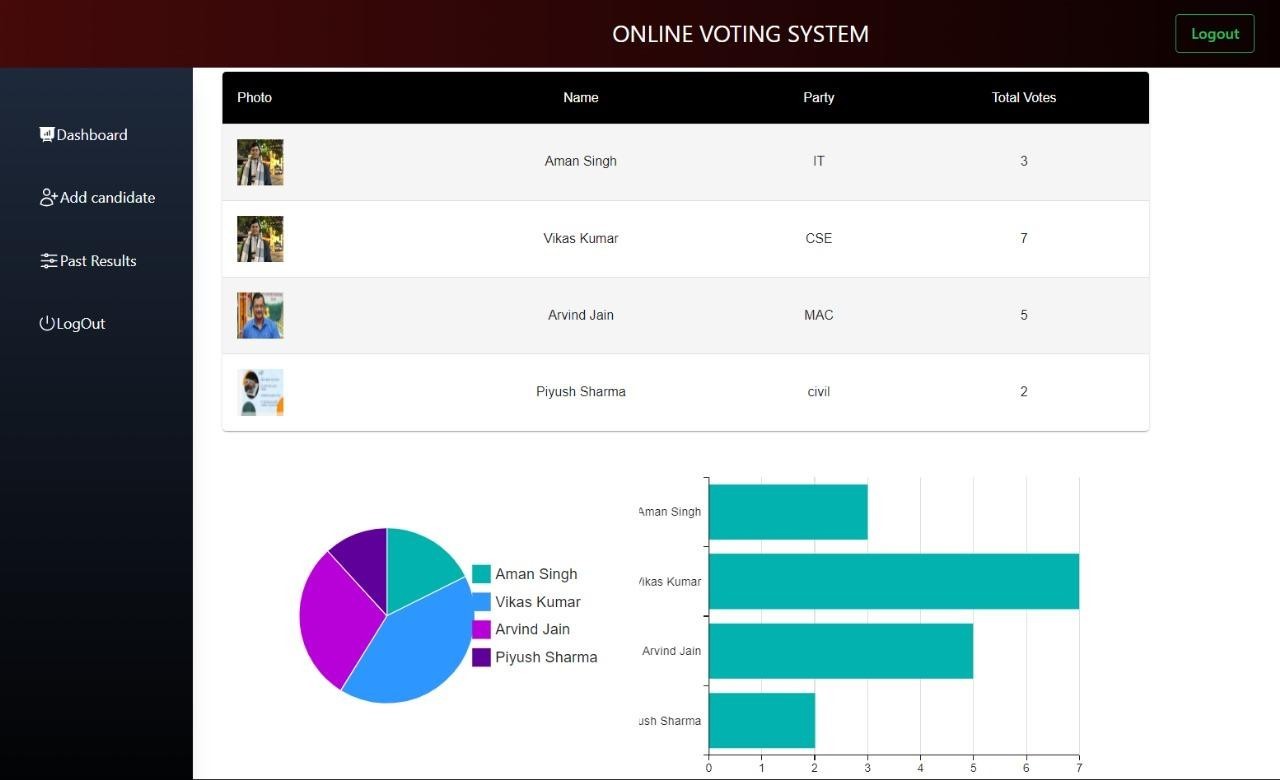 ONLINE VOTING SYSTEM
Logout
Dashboard
Add candidate
Past Results
LogOut
Photo Name Party Total Votes
Aman Singh IT 3
Vikas Kumar CSE 7
Arvind Jain MAC 5
Piyush Sharma civil 2
Aman Singh
Vikas Kumar
Arvind Jain
Piyush Sharma
Aman Singh
Vikas Kumar
Arvind Jain
ush Sharma
0 1 2 3 4 5 6 7